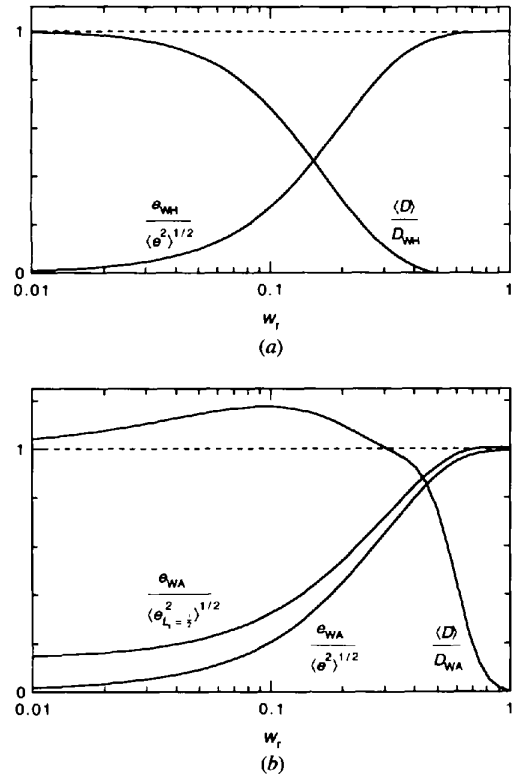 1
e_WH
⟨e²⟩^1/2
⟨D⟩
D_WH
0
0.01
0.1
1
w_r
(a)
1
e_WA
⟨e²_{L_r = ½}⟩^1/2
e_WA
⟨e²⟩^1/2
⟨D⟩
D_WA
0
0.01
0.1
1
w_r
(b)